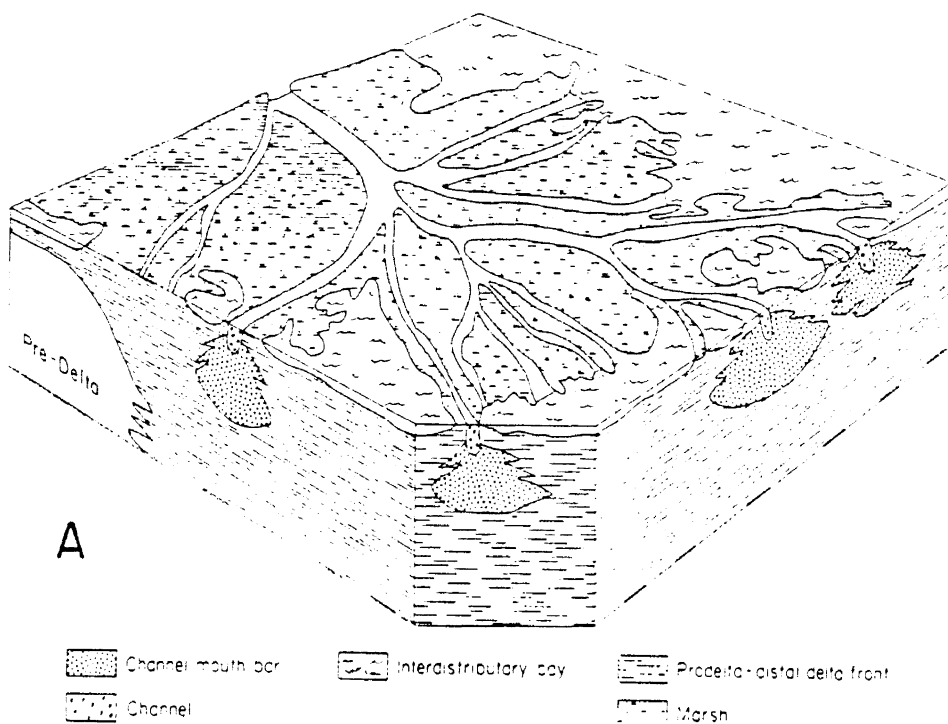 Pre-Delta
A
Channel mouth bar
Interdistributary bay
Prodelta-distal delta front
Channel
Marsh